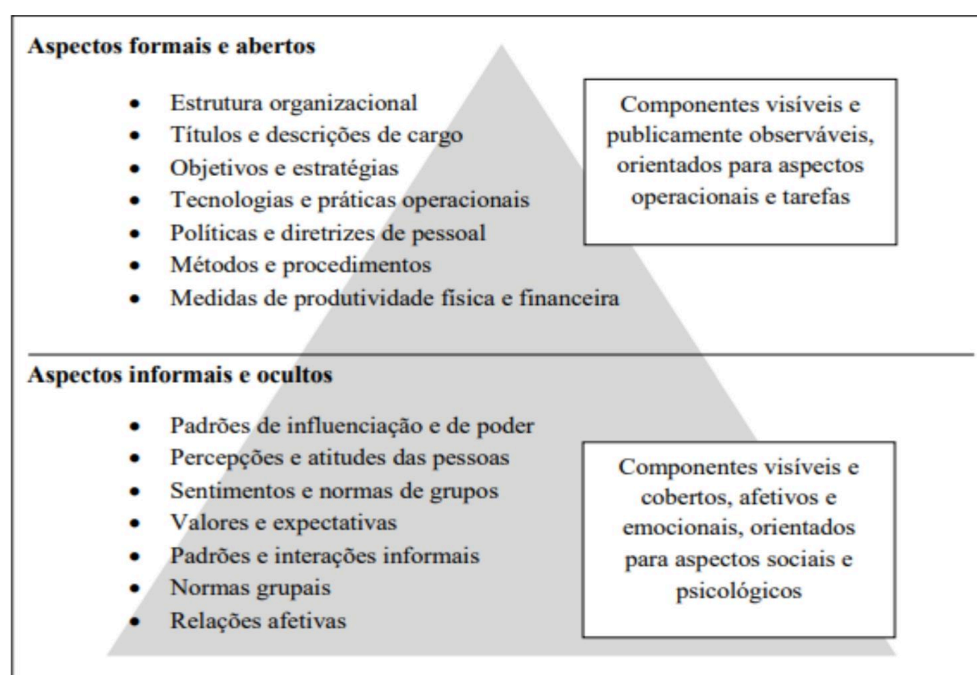 Aspectos formais e abertos
• Estrutura organizacional
• Títulos e descrições de cargo
• Objetivos e estratégias
• Tecnologias e práticas operacionais
• Políticas e diretrizes de pessoal
• Métodos e procedimentos
• Medidas de produtividade física e financeira
Componentes visíveis e
publicamente observáveis,
orientados para aspectos
operacionais e tarefas
Aspectos informais e ocultos
• Padrões de influenciação e de poder
• Percepções e atitudes das pessoas
• Sentimentos e normas de grupos
• Valores e expectativas
• Padrões e interações informais
• Normas grupais
• Relações afetivas
Componentes visíveis e
cobertos, afetivos e
emocionais, orientados
para aspectos sociais e
psicológicos